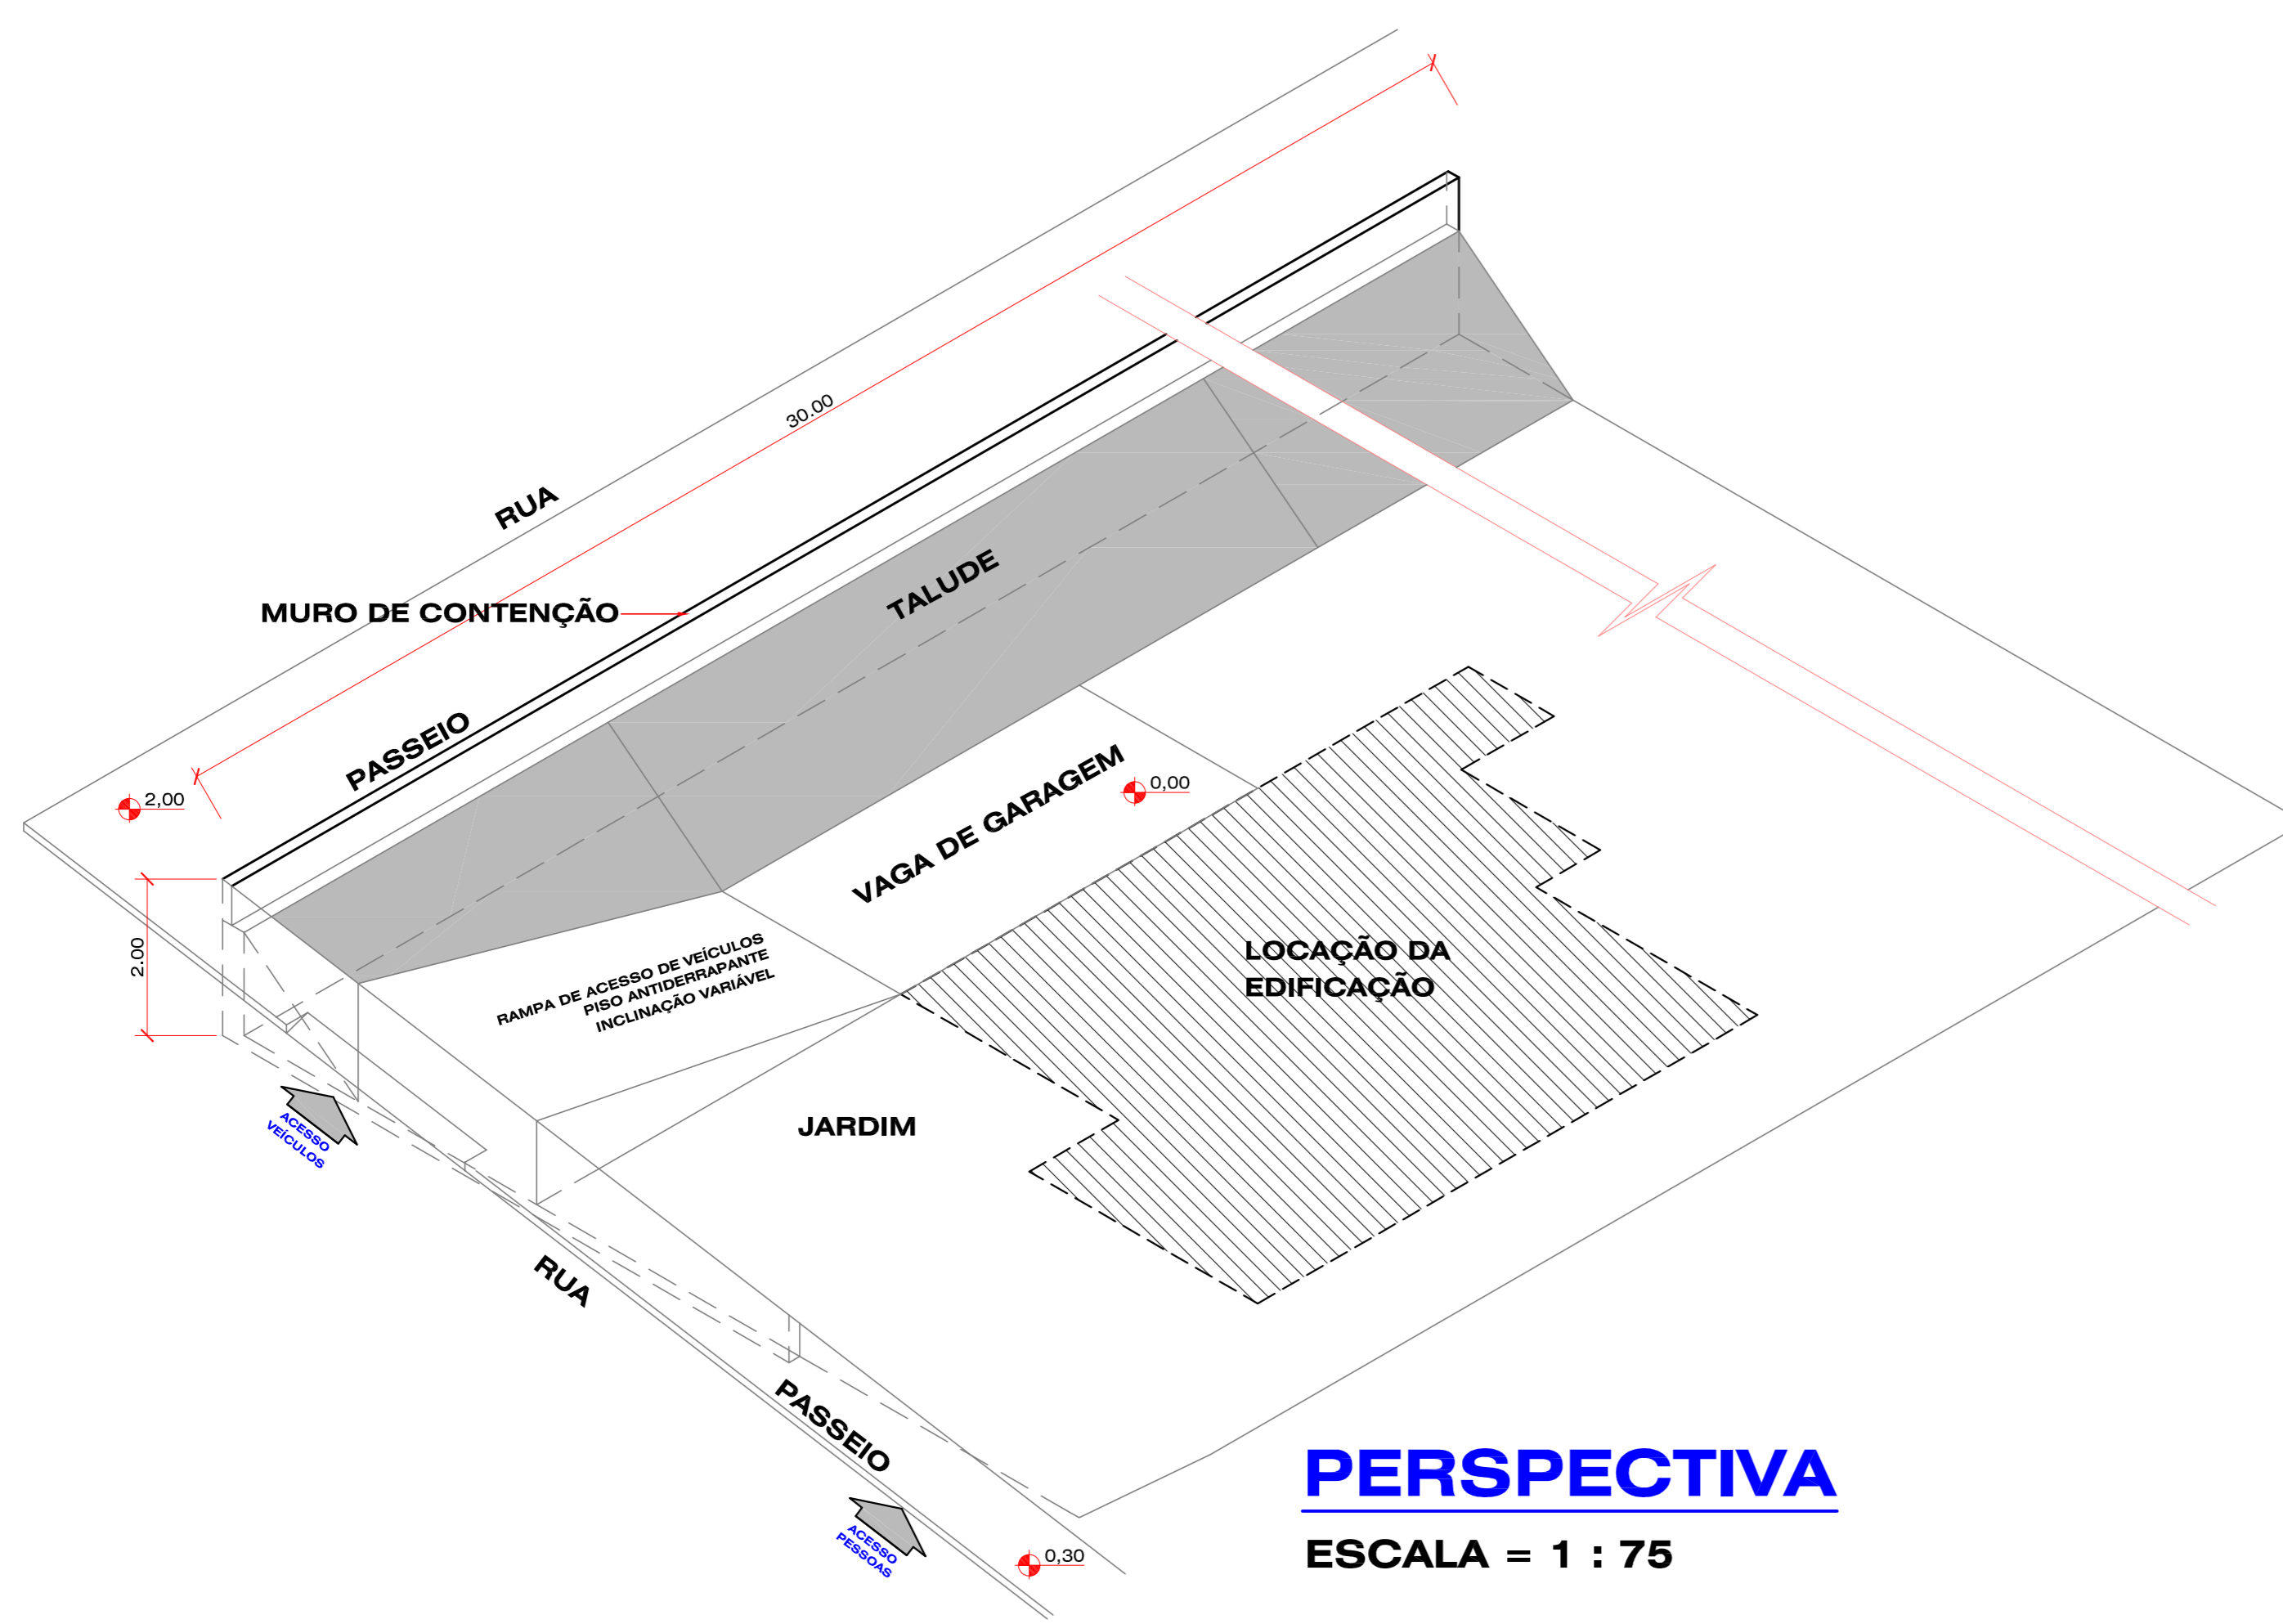 30.00
RUA
MURO DE CONTENÇÃO
TALUDE
PASSEIO
2,00
VAGA DE GARAGEM
0,00
2.00
RAMPA DE ACESSO DE VEÍCULOS
PISO ANTIDERRAPANTE
INCLINAÇÃO VARIÁVEL
LOCAÇÃO DA
EDIFICAÇÃO
ACESSO
VEÍCULOS
JARDIM
RUA
PASSEIO
ACESSO
PESSOAS
0,30
PERSPECTIVA
ESCALA = 1 : 75